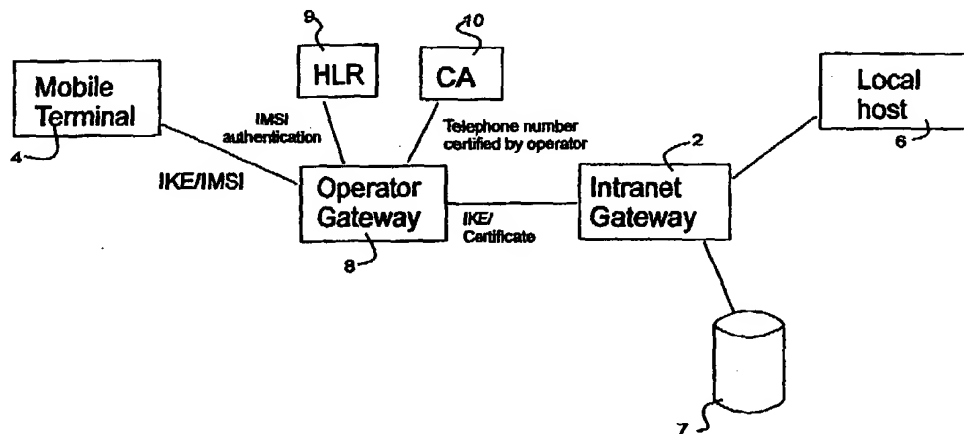 9
10
HLR
CA
Mobile
Terminal
4
Local
host
6
IMSI
authentication
Telephone number
certified by operator
2
IKE/IMSI
Operator
Gateway
8
IKE/
Certificate
Intranet
Gateway
7